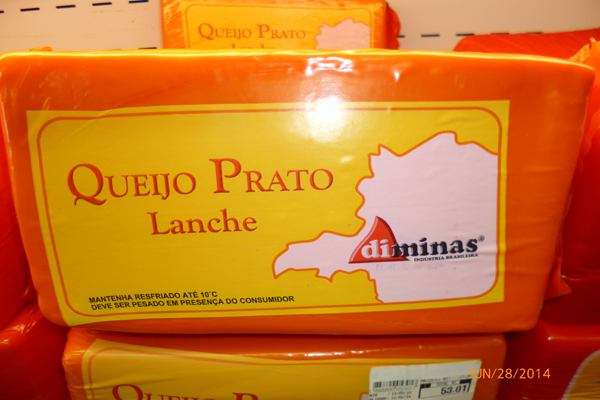 QUEIJO PRATO
QUEIJO PRATO
Lanche
diminas®
INDÚSTRIA BRASILEIRA
MANTENHA RESFRIADO ATÉ 10°C
DEVE SER PESADO EM PRESENÇA DO CONSUMIDOR
QUEIJO PRATO
53.01
JUN/28/2014